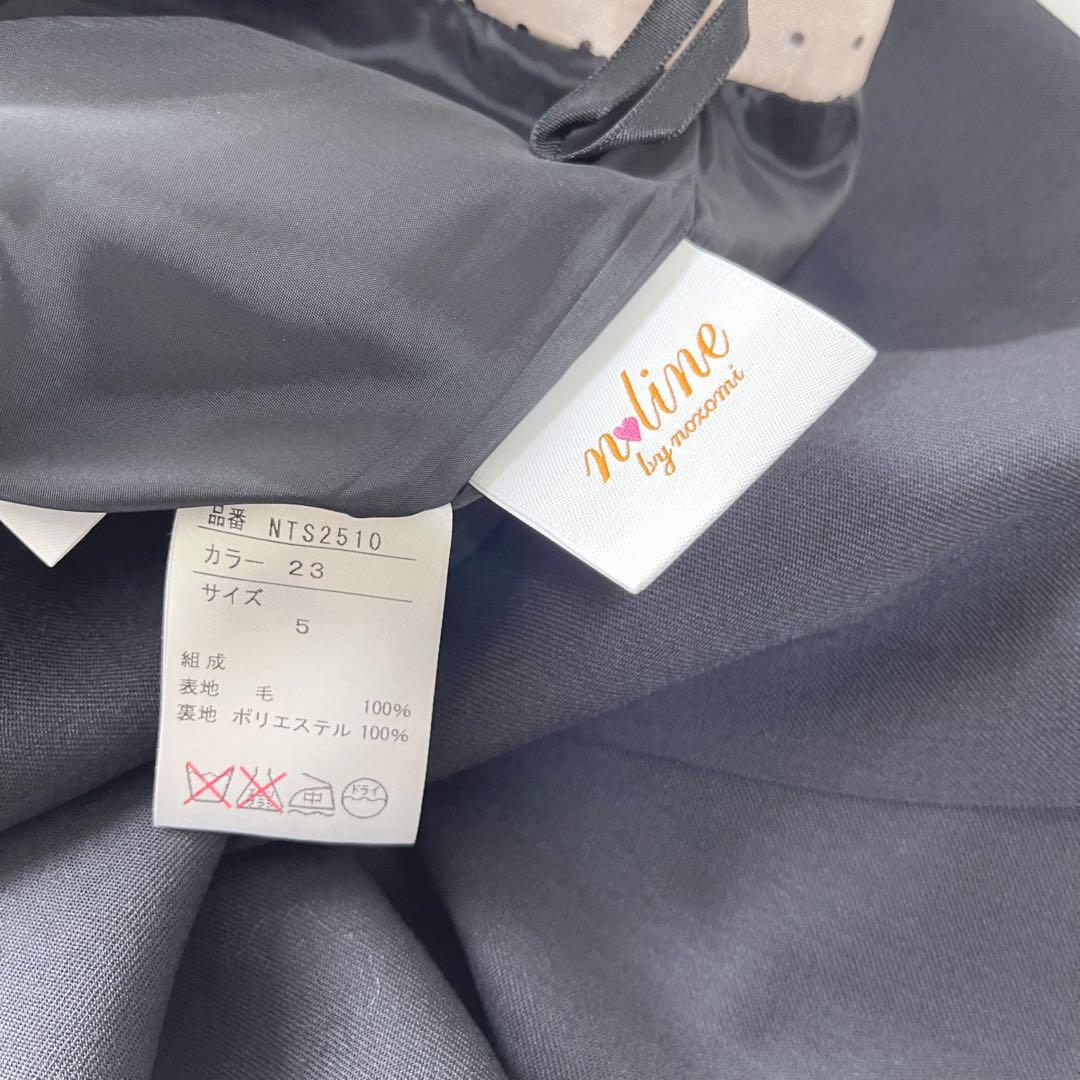 n♥line
by nozomi
品番 NTS2510
カラー 23
サイズ
5
組成
表地 毛 100%
裏地 ポリエステル 100%
中 ドライ